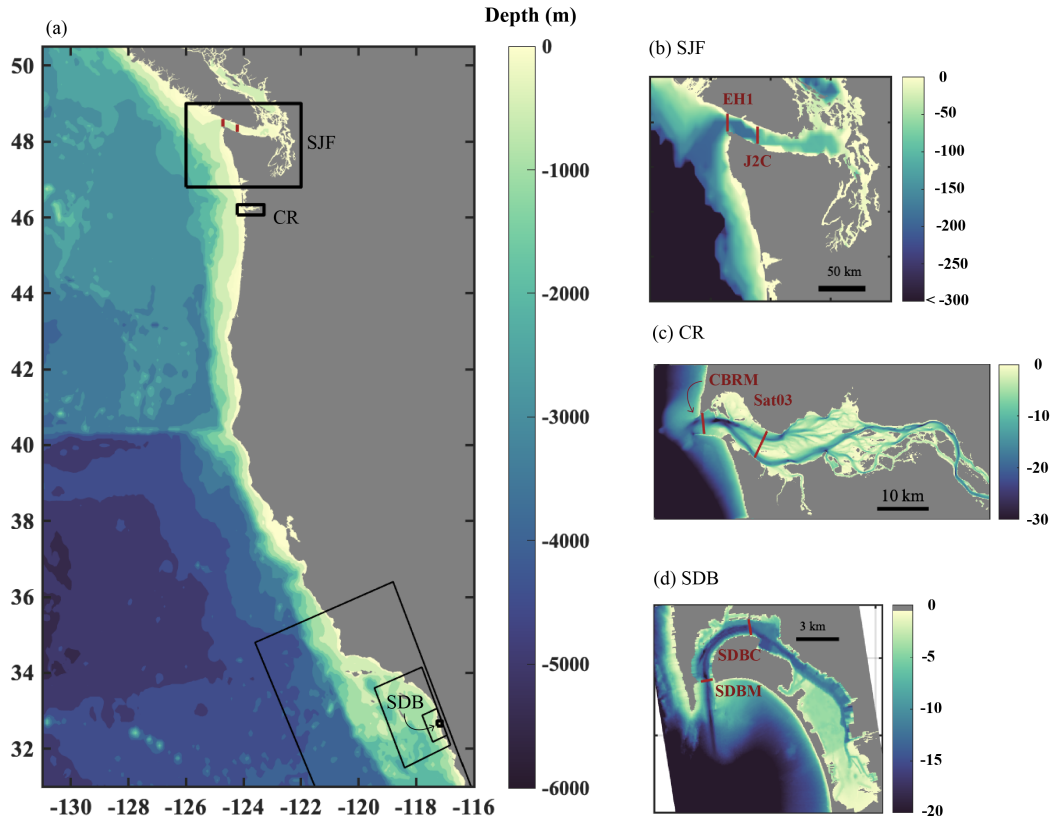 Depth (m)
(a)
50
48
46
44
42
40
38
36
34
32
-130
-128
-126
-124
-122
-120
-118
-116
SJF
CR
SDB
0
-1000
-2000
-3000
-4000
-5000
-6000
(b) SJF
EH1
J2C
50 km
0
-50
-100
-150
-200
-250
< -300
(c) CR
CBRM
Sat03
10 km
0
-10
-20
-30
(d) SDB
3 km
SDBC
SDBM
0
-5
-10
-15
-20